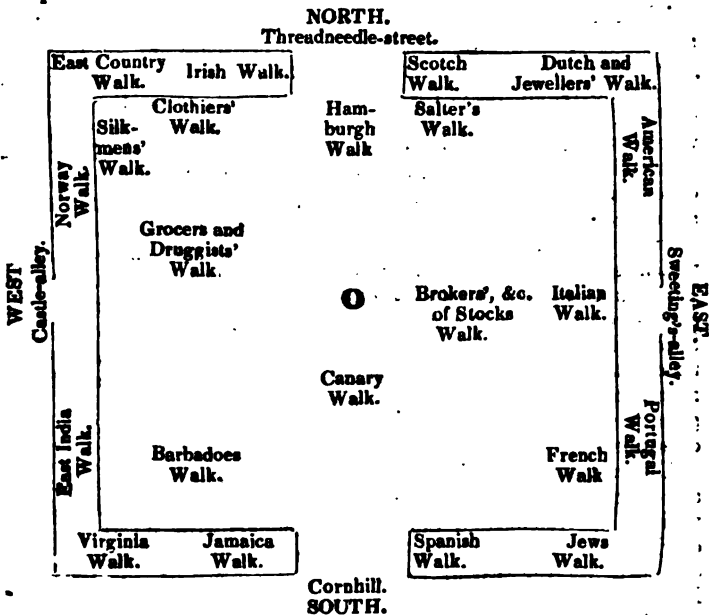 NORTH.
Threadneedle-street.
East Country
Walk.
Irish Walk.
Scotch
Walk.
Dutch and
Jewellers' Walk.
Clothiers'
Walk.
Silk-
mens'
Walk.
Ham-
burgh
Walk
Salter's
Walk.
American
Walk.
Norway
Walk.
Grocers and
Druggists'
Walk.
WEST
Castle-alley.
Brokers', &c.
of Stocks
Walk.
Italian
Walk.
Sweeting's-alley.
EAST.
Canary
Walk.
East India
Walk.
Barbadoes
Walk.
French
Walk
Portugal
Walk.
Virginia
Walk.
Jamaica
Walk.
Spanish
Walk.
Jews
Walk.
Cornhill.
SOUTH.